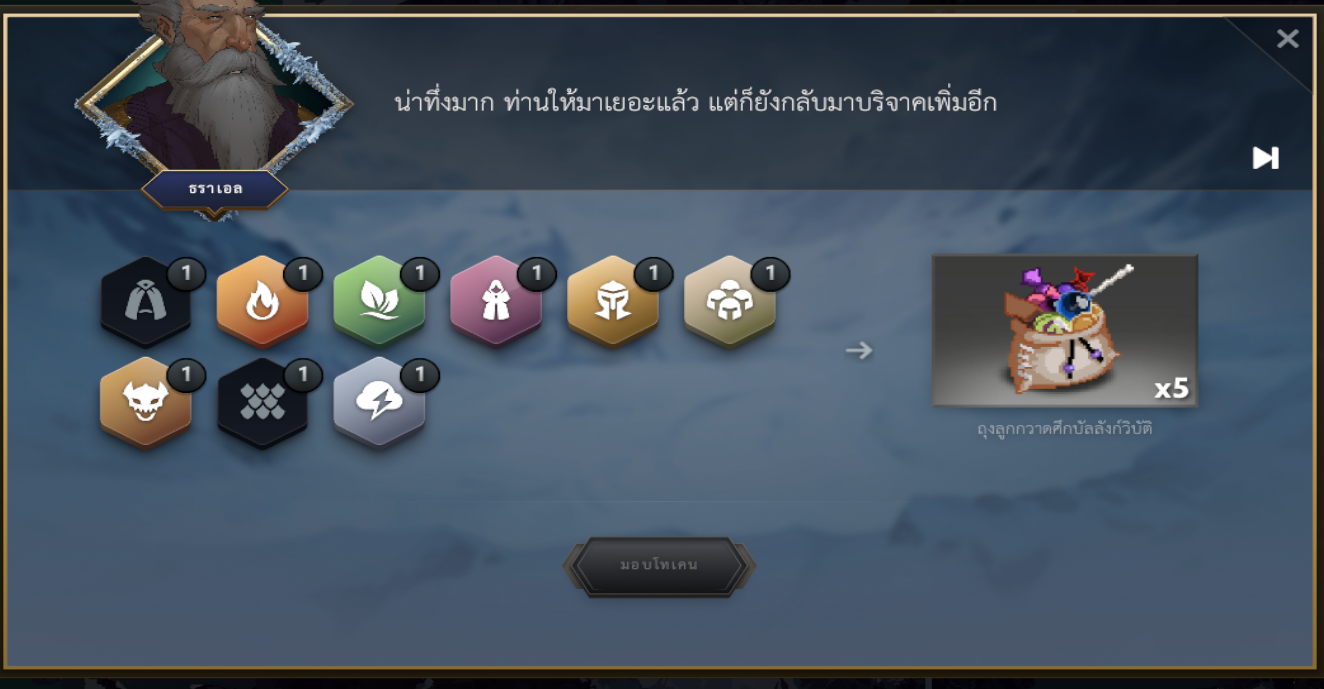 น่าทึ่งมาก ท่านให้มาเยอะแล้ว แต่ก็ยังกลับมาบริจาคเพิ่มอีก
ธราเอล
1 1 1 1 1 1
1 1 1
x5
ถุงลูกกวาดศึกบัลลังก์วิบัติ
มอบโทเคน